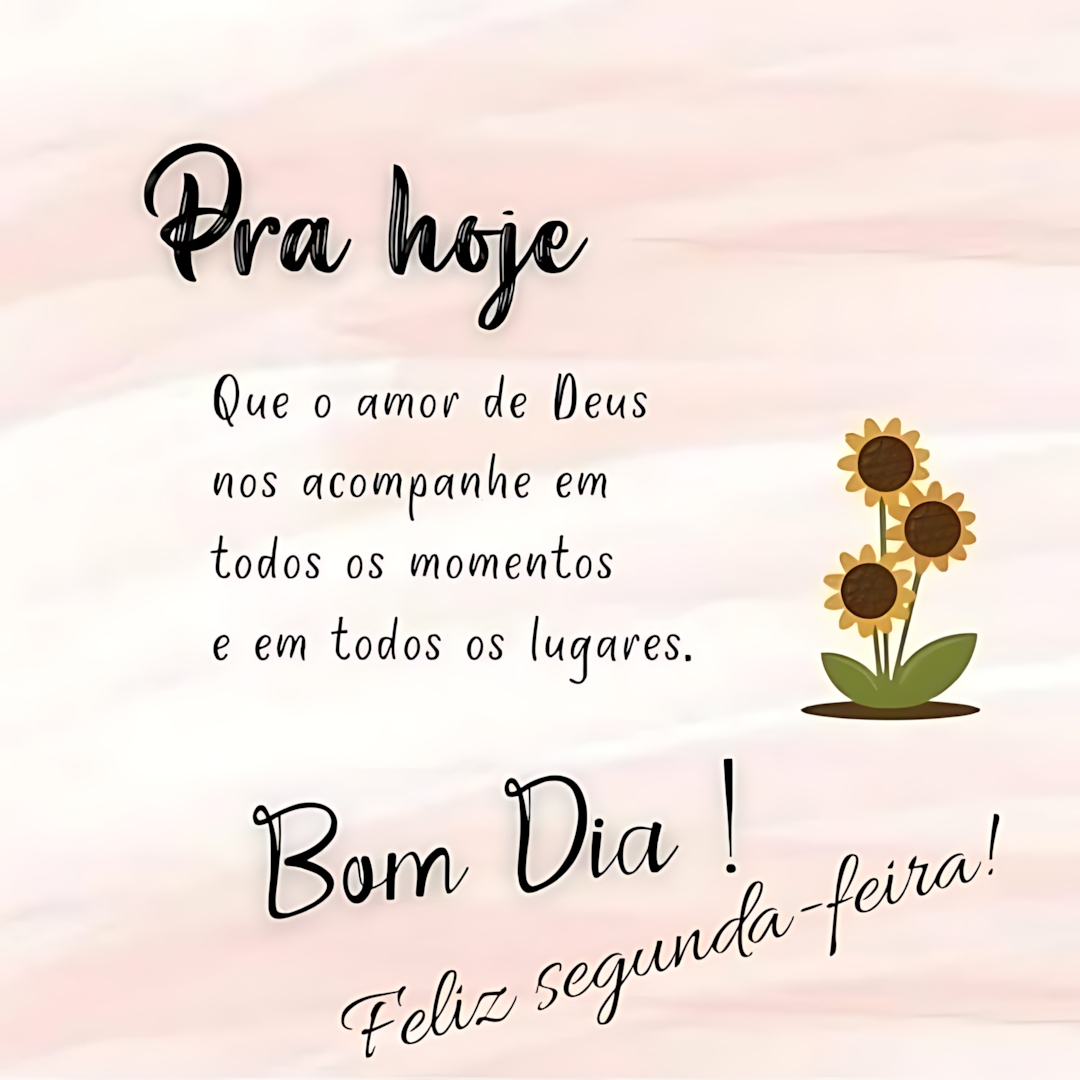 Pra hoje
Que o amor de Deus
nos acompanhe em
todos os momentos
e em todos os lugares.
Bom Dia !
Feliz segunda-feira!